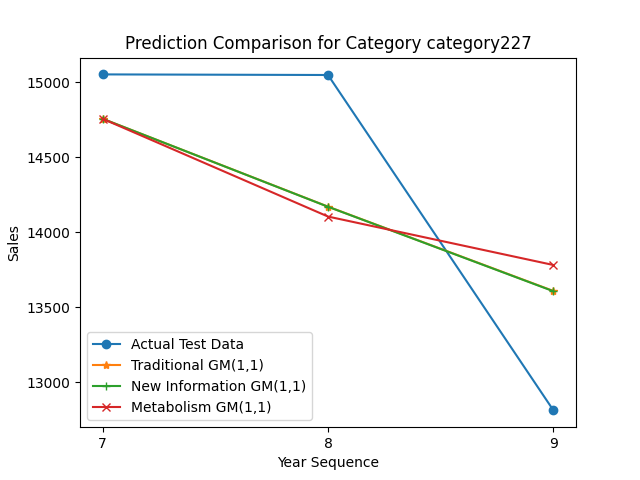 Prediction Comparison for Category category227
15000
14500
14000
13500
13000
Sales
Actual Test Data
Traditional GM(1,1)
New Information GM(1,1)
Metabolism GM(1,1)
7 8 9
Year Sequence